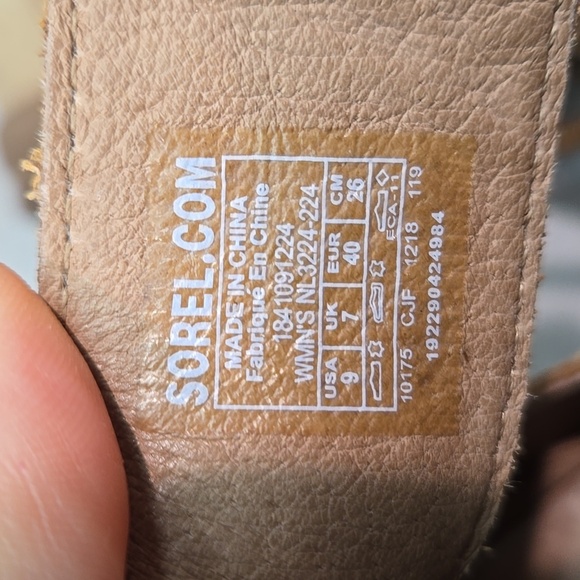 SOREL.COM
MADE IN CHINA
Fabriqué En Chine
1841091224
WMN'S NL3224-224
USA UK EUR CM
9 7 40 26
ECA-11
10175 CJP 1218 119
192290424984